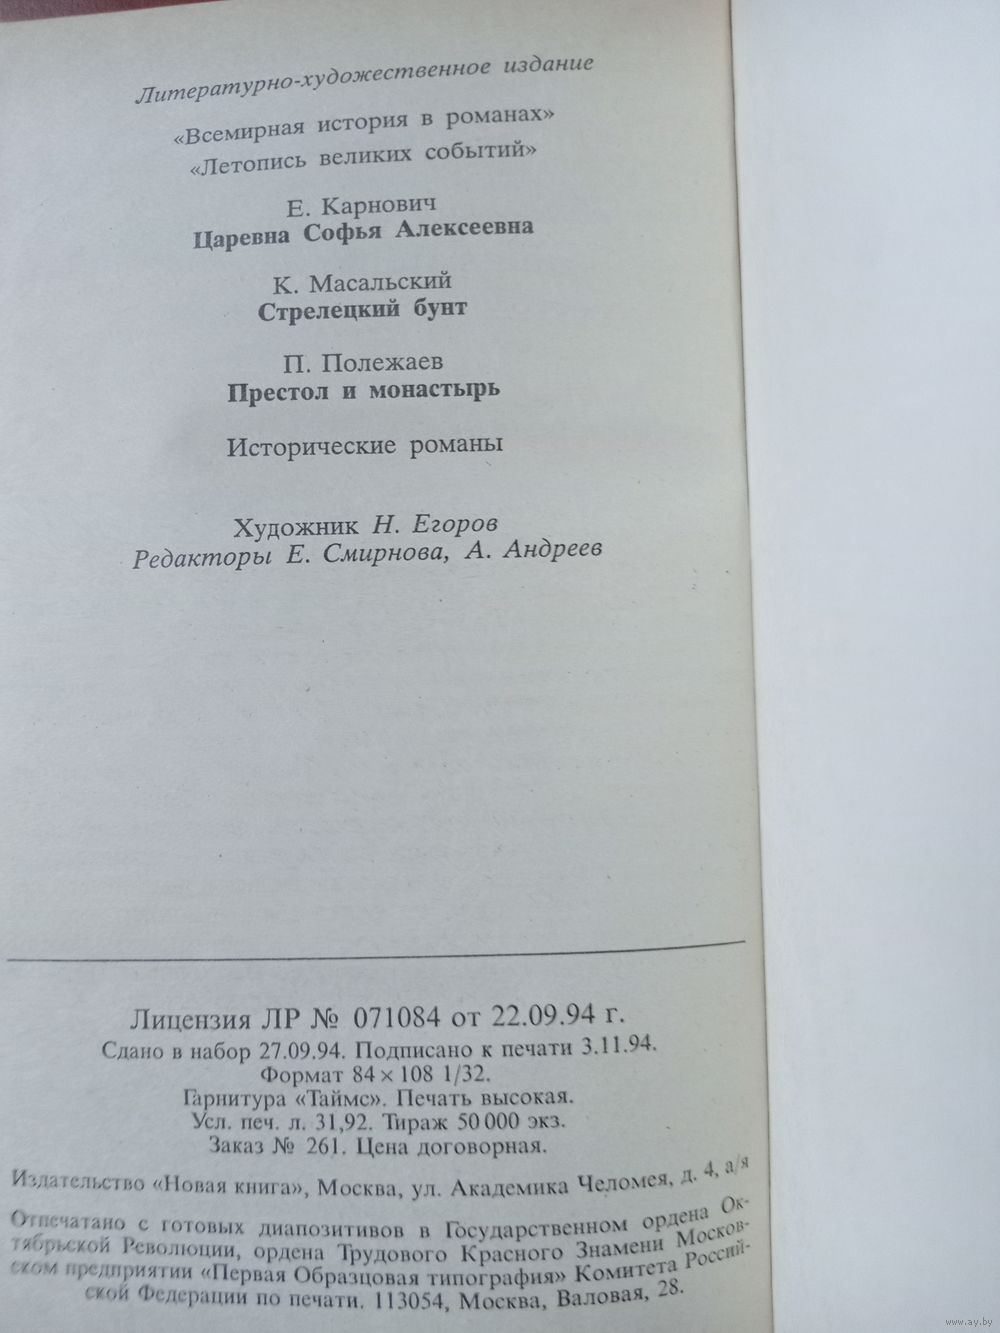 Литературно-художественное издание
«Всемирная история в романах»
«Летопись великих событий»
Е. Карнович
Царевна Софья Алексеевна
К. Масальский
Стрелецкий бунт
П. Полежаев
Престол и монастырь
Исторические романы
Художник Н. Егоров
Редакторы Е. Смирнова, А. Андреев
Лицензия ЛР № 071084 от 22.09.94 г.
Сдано в набор 27.09.94. Подписано к печати 3.11.94.
Формат 84 × 108 1/32.
Гарнитура «Таймс». Печать высокая.
Усл. печ. л. 31,92. Тираж 50 000 экз.
Заказ № 261. Цена договорная.
Издательство «Новая книга», Москва, ул. Академика Челомея, д. 4, а/я
Отпечатано с готовых диапозитивов в Государственном ордена Ок-
тябрьской Революции, ордена Трудового Красного Знамени Москов-
ском предприятии «Первая Образцовая типография» Комитета Россий-
ской Федерации по печати. 113054, Москва, Валовая, 28.
www.ay.by